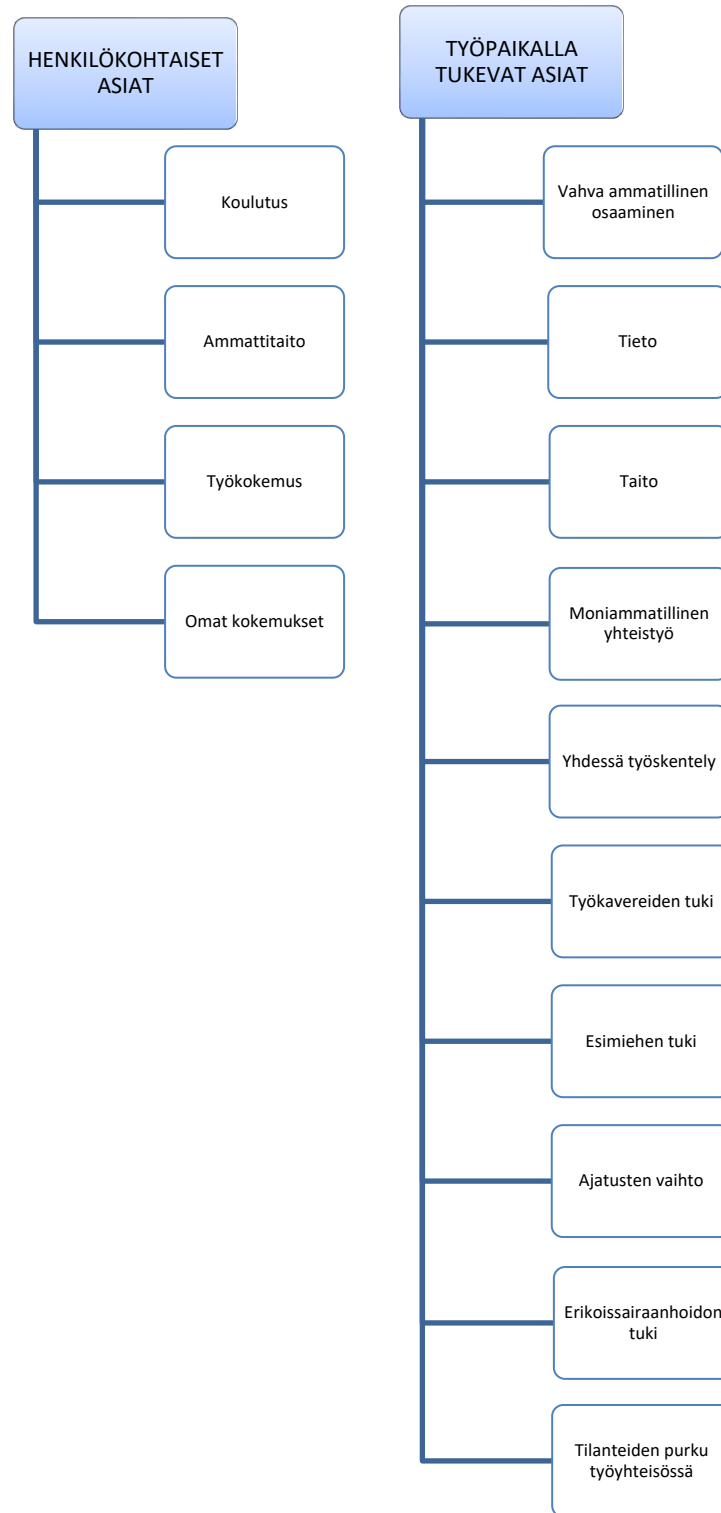 HENKILÖKOHTAISET
ASIAT
Koulutus
Ammattitaito
Työkokemus
Omat kokemukset
TYÖPAIKALLA
TUKEVAT ASIAT
Vahva ammatillinen
osaaminen
Tieto
Taito
Moniammatillinen
yhteistyö
Yhdessä työskentely
Työkavereiden tuki
Esimiehen tuki
Ajatusten vaihto
Erikoissairaanhoidon
tuki
Tilanteiden purku
työyhteisössä